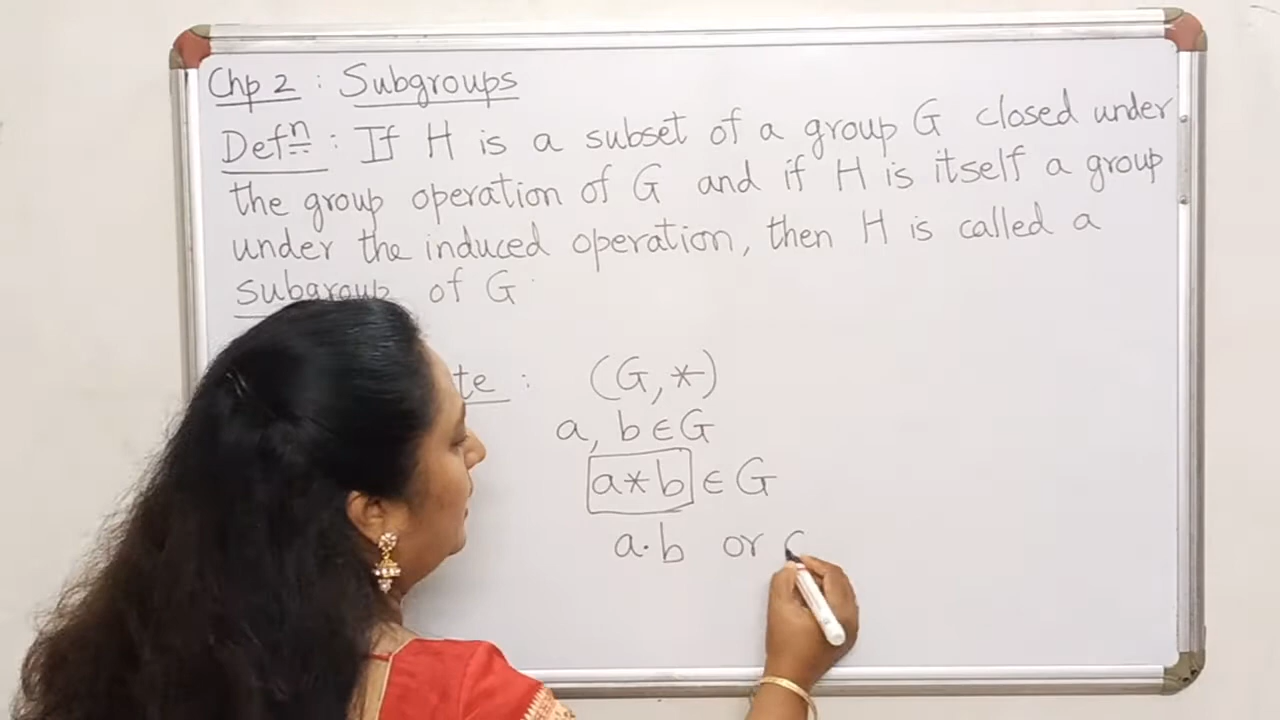 Chp 2 : Subgroups
Defn : If H is a subset of a group G closed under
the group operation of G and if H is itself a group
under the induced operation, then H is called a
subgroup of G
: (G, *)
a, b ∈ G
a * b ∈ G
a · b or